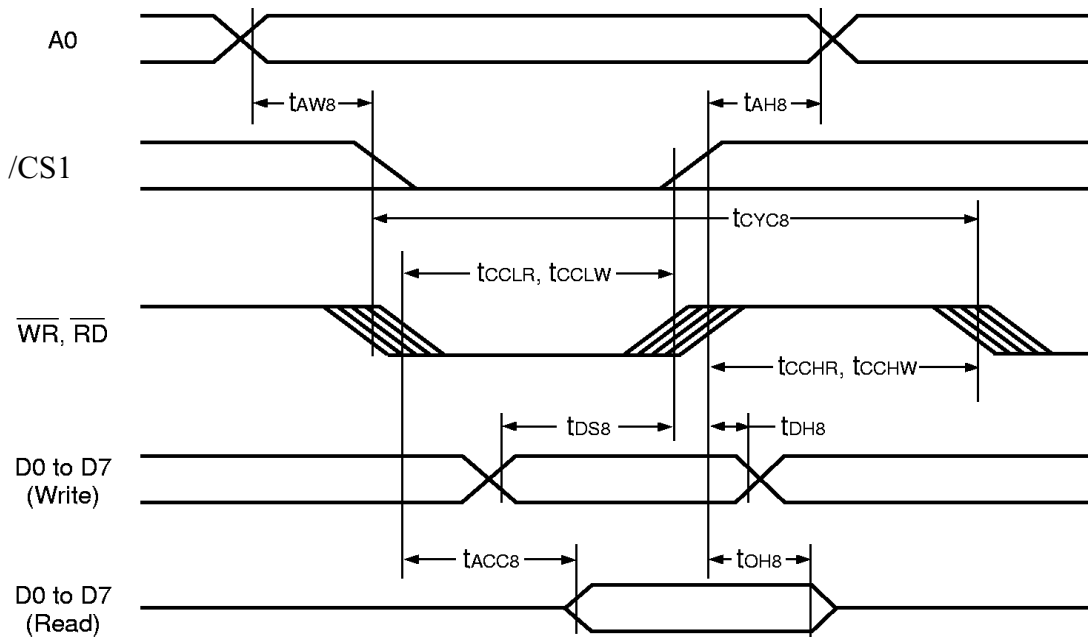 A0
tAW8
tAH8
/CS1
tCYC8
tCCLR, tCCLW
WR, RD
tCCHR, tCCHW
tDS8
tDH8
D0 to D7
(Write)
tACC8
tOH8
D0 to D7
(Read)